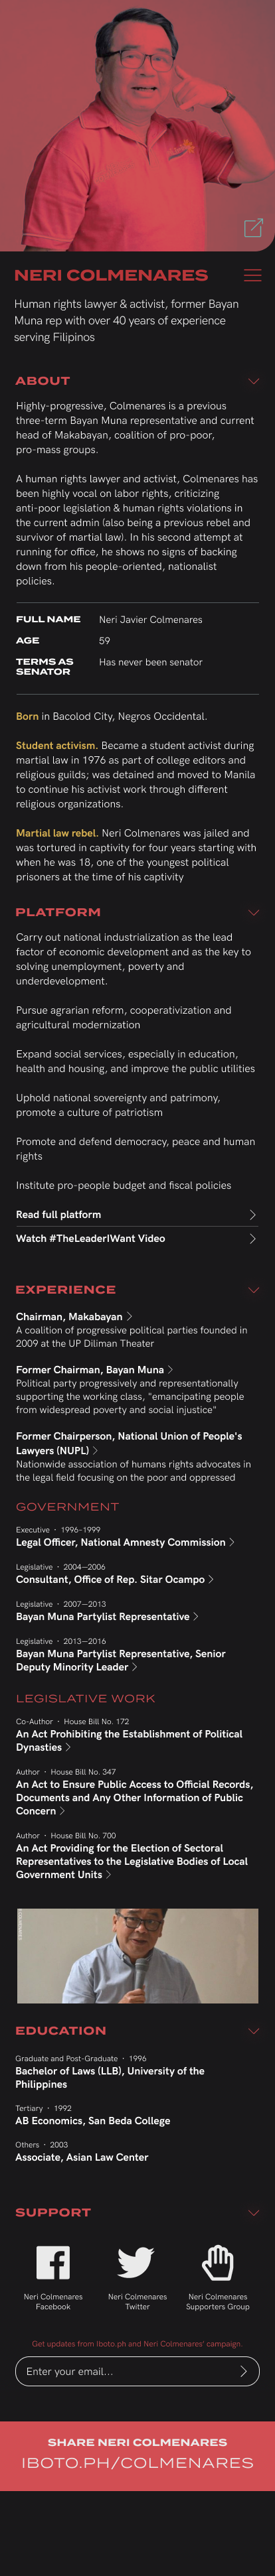 NERI COLMENARES
Human rights lawyer & activist, former Bayan
Muna rep with over 40 years of experience
serving Filipinos
ABOUT
Highly-progressive, Colmenares is a previous
three-term Bayan Muna representative and current
head of Makabayan, coalition of pro-poor,
pro-mass groups.
A human rights lawyer and activist, Colmenares has
been highly vocal on labor rights, criticizing
anti-poor legislation & human rights violations in
the current admin (also being a previous rebel and
survivor of martial law). In his second attempt at
running for office, he shows no signs of backing
down from his people-oriented, nationalist
policies.
FULL NAME Neri Javier Colmenares
AGE 59
TERMS AS Has never been senator
SENATOR
Born in Bacolod City, Negros Occidental.
Student activism. Became a student activist during
martial law in 1976 as part of college editors and
religious guilds; was detained and moved to Manila
to continue his activist work through different
religious organizations.
Martial law rebel. Neri Colmenares was jailed and
was tortured in captivity for four years starting with
when he was 18, one of the youngest political
prisoners at the time of his captivity
PLATFORM
Carry out national industrialization as the lead
factor of economic development and as the key to
solving unemployment, poverty and
underdevelopment.
Pursue agrarian reform, cooperativization and
agricultural modernization
Expand social services, especially in education,
health and housing, and improve the public utilities
Uphold national sovereignty and patrimony,
promote a culture of patriotism
Promote and defend democracy, peace and human
rights
Institute pro-people budget and fiscal policies
Read full platform
Watch #TheLeaderIWant Video
EXPERIENCE
Chairman, Makabayan
A coalition of progressive political parties founded in
2009 at the UP Diliman Theater
Former Chairman, Bayan Muna
Political party progressively and representationally
supporting the working class, "emancipating people
from widespread poverty and social injustice"
Former Chairperson, National Union of People's
Lawyers (NUPL)
Nationwide association of humans rights advocates in
the legal field focusing on the poor and oppressed
GOVERNMENT
Executive · 1996–1999
Legal Officer, National Amnesty Commission
Legislative · 2004—2006
Consultant, Office of Rep. Sitar Ocampo
Legislative · 2007—2013
Bayan Muna Partylist Representative
Legislative · 2013—2016
Bayan Muna Partylist Representative, Senior
Deputy Minority Leader
LEGISLATIVE WORK
Co-Author · House Bill No. 172
An Act Prohibiting the Establishment of Political
Dynasties
Author · House Bill No. 347
An Act to Ensure Public Access to Official Records,
Documents and Any Other Information of Public
Concern
Author · House Bill No. 700
An Act Providing for the Election of Sectoral
Representatives to the Legislative Bodies of Local
Government Units
EDUCATION
Graduate and Post-Graduate · 1996
Bachelor of Laws (LLB), University of the
Philippines
Tertiary · 1992
AB Economics, San Beda College
Others · 2003
Associate, Asian Law Center
SUPPORT
Neri Colmenares Neri Colmenares Neri Colmenares
Facebook Twitter Supporters Group
Get updates from Iboto.ph and Neri Colmenares' campaign.
Enter your email...
SHARE NERI COLMENARES
IBOTO.PH/COLMENARES